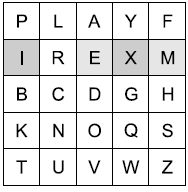 P L A Y F
I R E X M
B C D G H
K N O Q S
T U V W Z